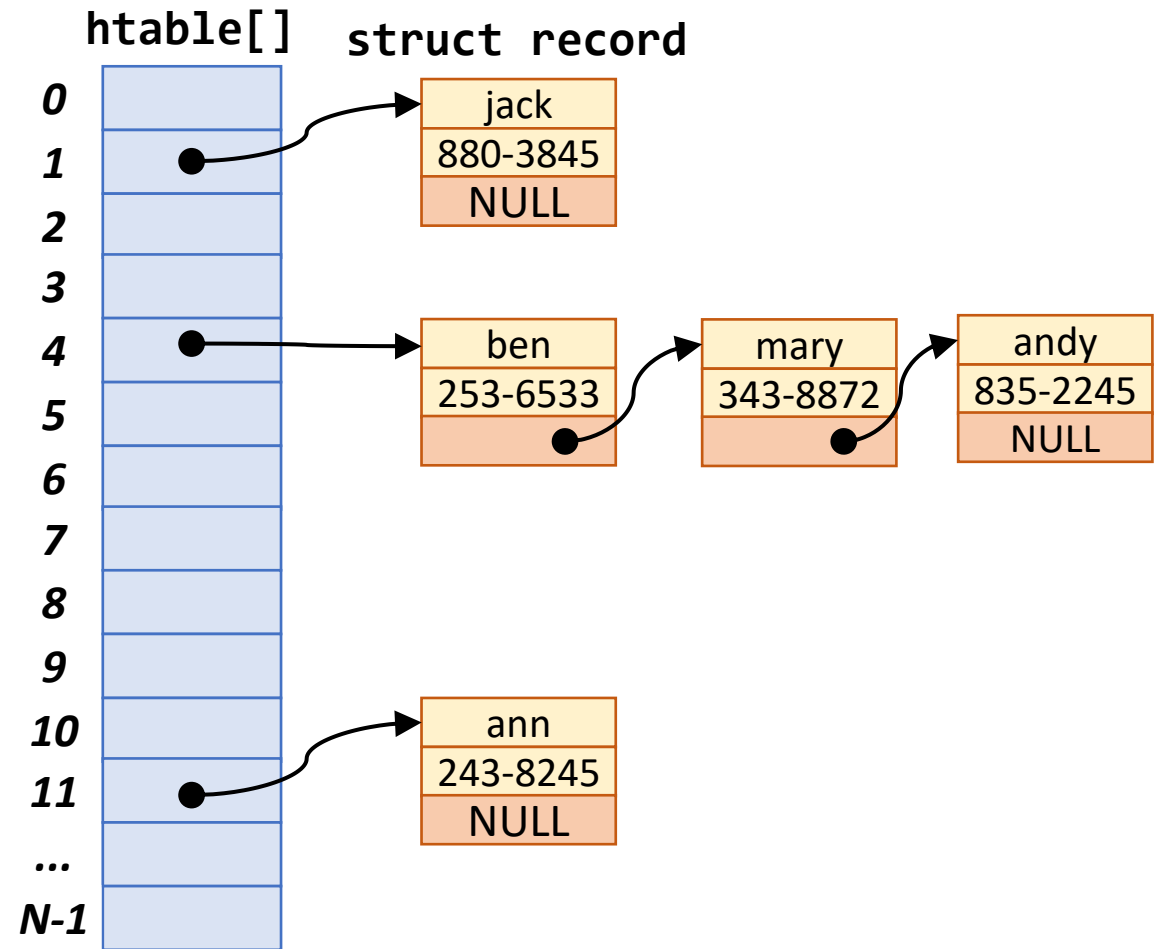 htable[] struct record
0
jack
880-3845
NULL
1
2
3
4
ben
253-6533
mary
343-8872
andy
835-2245
NULL
5
6
7
8
9
10
ann
243-8245
NULL
11
...
N-1